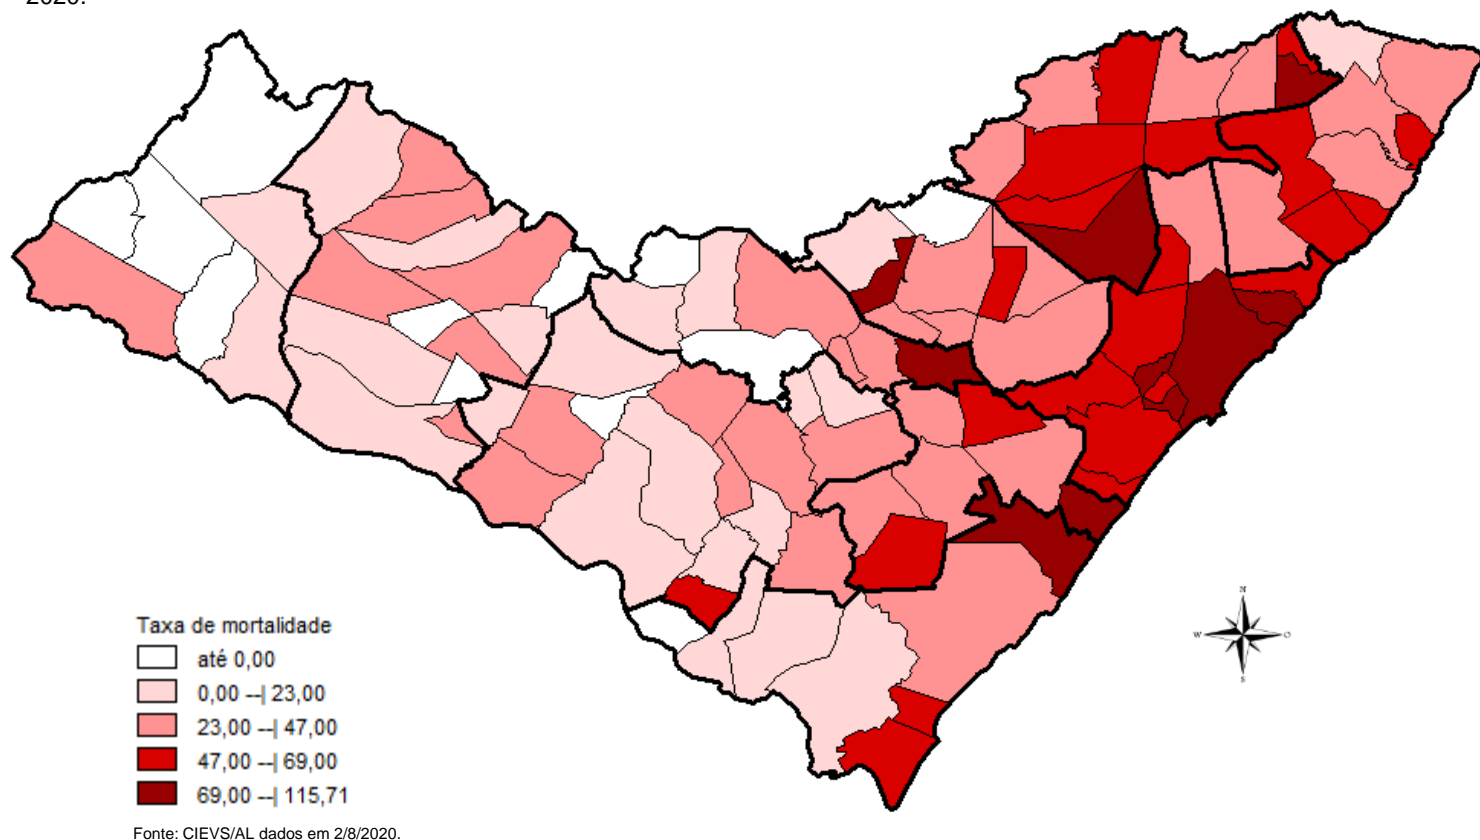 2020.
N
W
O
S
Taxa de mortalidade
até 0,00
0,00 --| 23,00
23,00 --| 47,00
47,00 --| 69,00
69,00 --| 115,71
Fonte: CIEVS/AL dados em 2/8/2020.